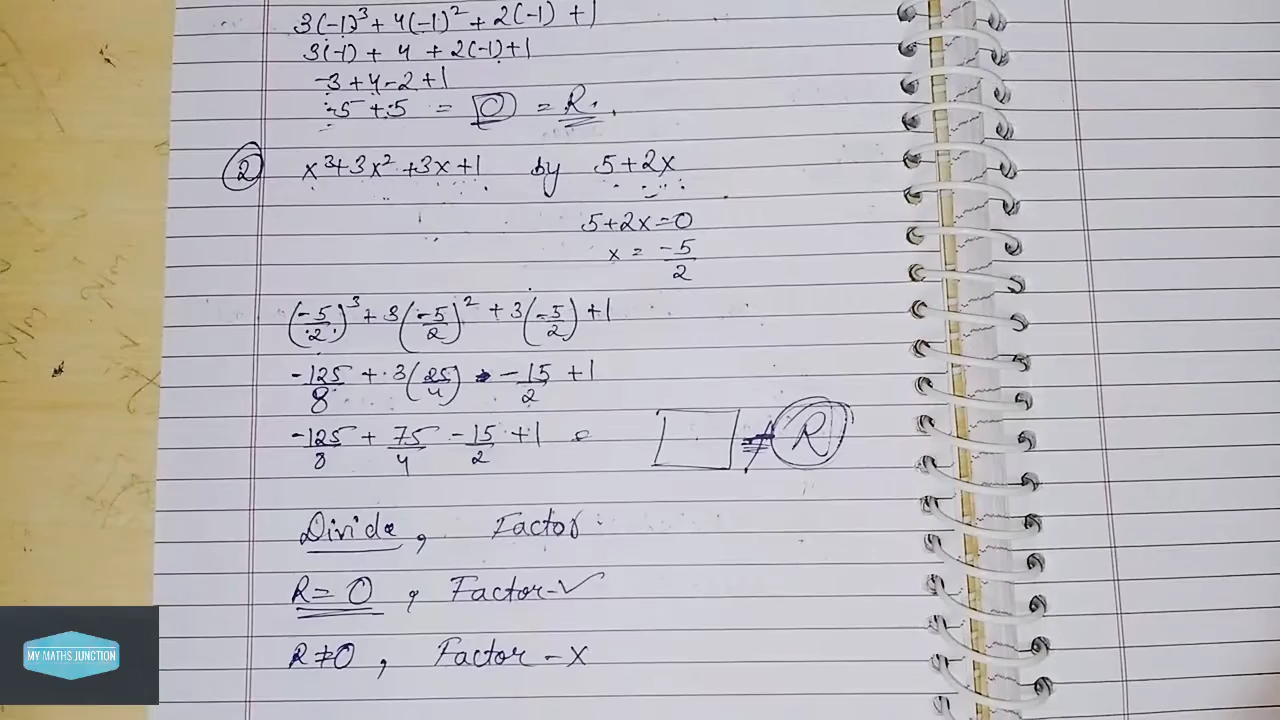 3(-1)³ + 4(-1)² + 2(-1) + 1
3(-1) + 4 + 2(-1) + 1
-3 + 4 - 2 + 1
-5 + 5 = 0 = R.
② x³+3x²+3x+1 by 5+2x
5+2x=0
x = -5/2
(-5/2)³ + 3(-5/2)² + 3(-5/2) + 1
-125/8 + 3(25/4) - 15/2 + 1
-125/8 + 75/4 - 15/2 + 1 = ≠ R
Divide, Factor:
R = 0, Factor - ✓
R ≠ 0, Factor - X
MY MATHS JUNCTION